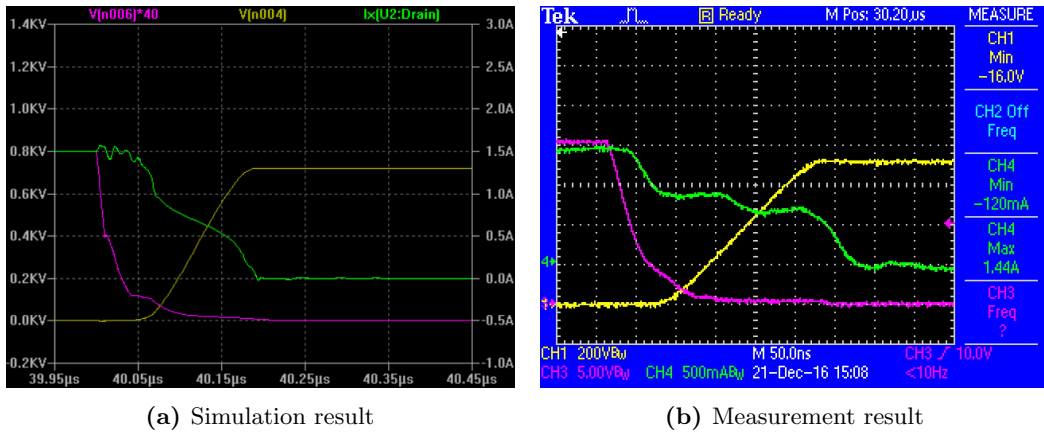 V(n006)*40 V(n004) Ix(U2:Drain)
1.4KV 3.0A
1.2KV 2.5A
1.0KV 2.0A
0.8KV 1.5A
0.6KV 1.0A
0.4KV 0.5A
0.2KV 0.0A
0.0KV -0.5A
-0.2KV -1.0A
39.95µs 40.05µs 40.15µs 40.25µs 40.35µs 40.45µs
(a) Simulation result
Tek R Ready M Pos: 30.20us MEASURE
CH1
Min
-16.0V
CH2 Off
Freq
CH4
Min
-120mA
CH4
Max
1.44A
CH3
Freq
?
4
CH1 200VBw M 50.0ns CH3 / 10.0V
CH3 5.00VBw CH4 500mABw 21-Dec-16 15:08 <10Hz
(b) Measurement result